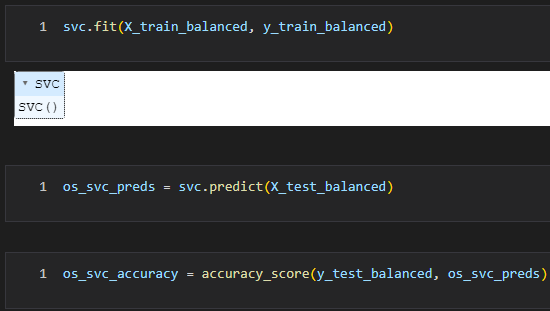 1 svc.fit(X_train_balanced, y_train_balanced)
▾ SVC
SVC()
1 os_svc_preds = svc.predict(X_test_balanced)
1 os_svc_accuracy = accuracy_score(y_test_balanced, os_svc_preds)